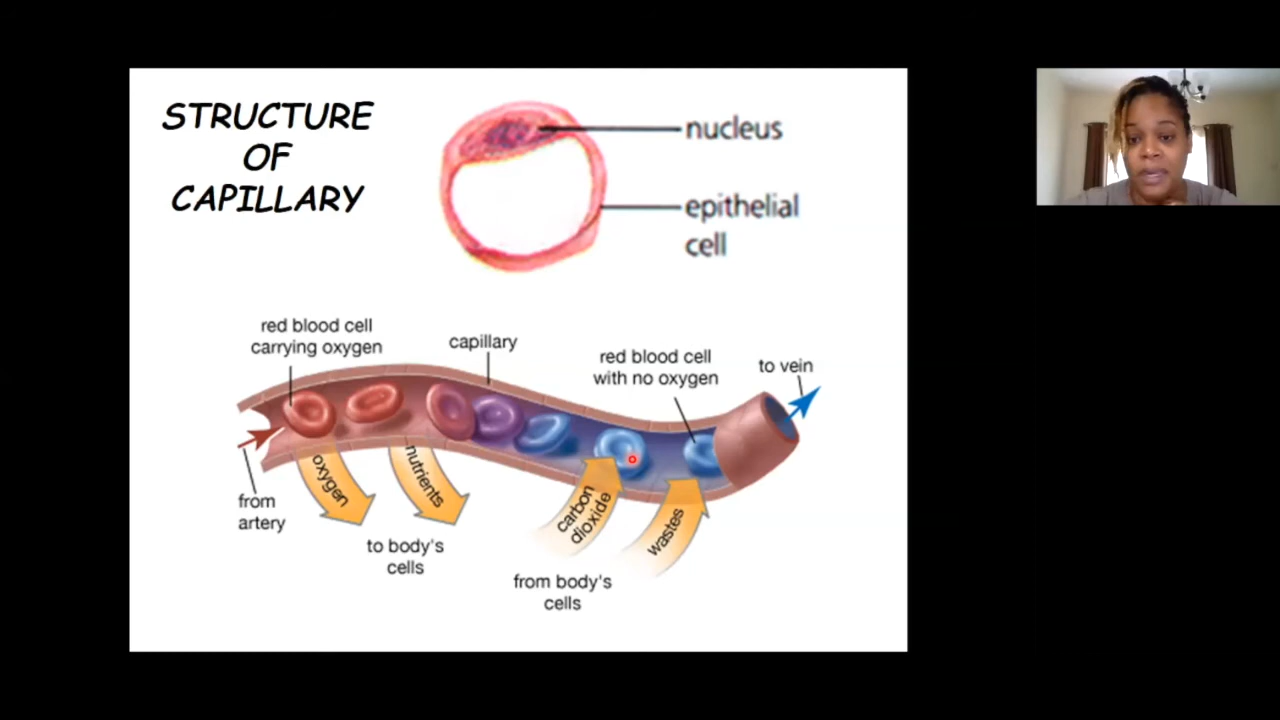 STRUCTURE
OF
CAPILLARY
nucleus
epithelial
cell
red blood cell
carrying oxygen
capillary
red blood cell
with no oxygen
to vein
oxygen
nutrients
carbon
dioxide
wastes
from
artery
to body's
cells
from body's
cells